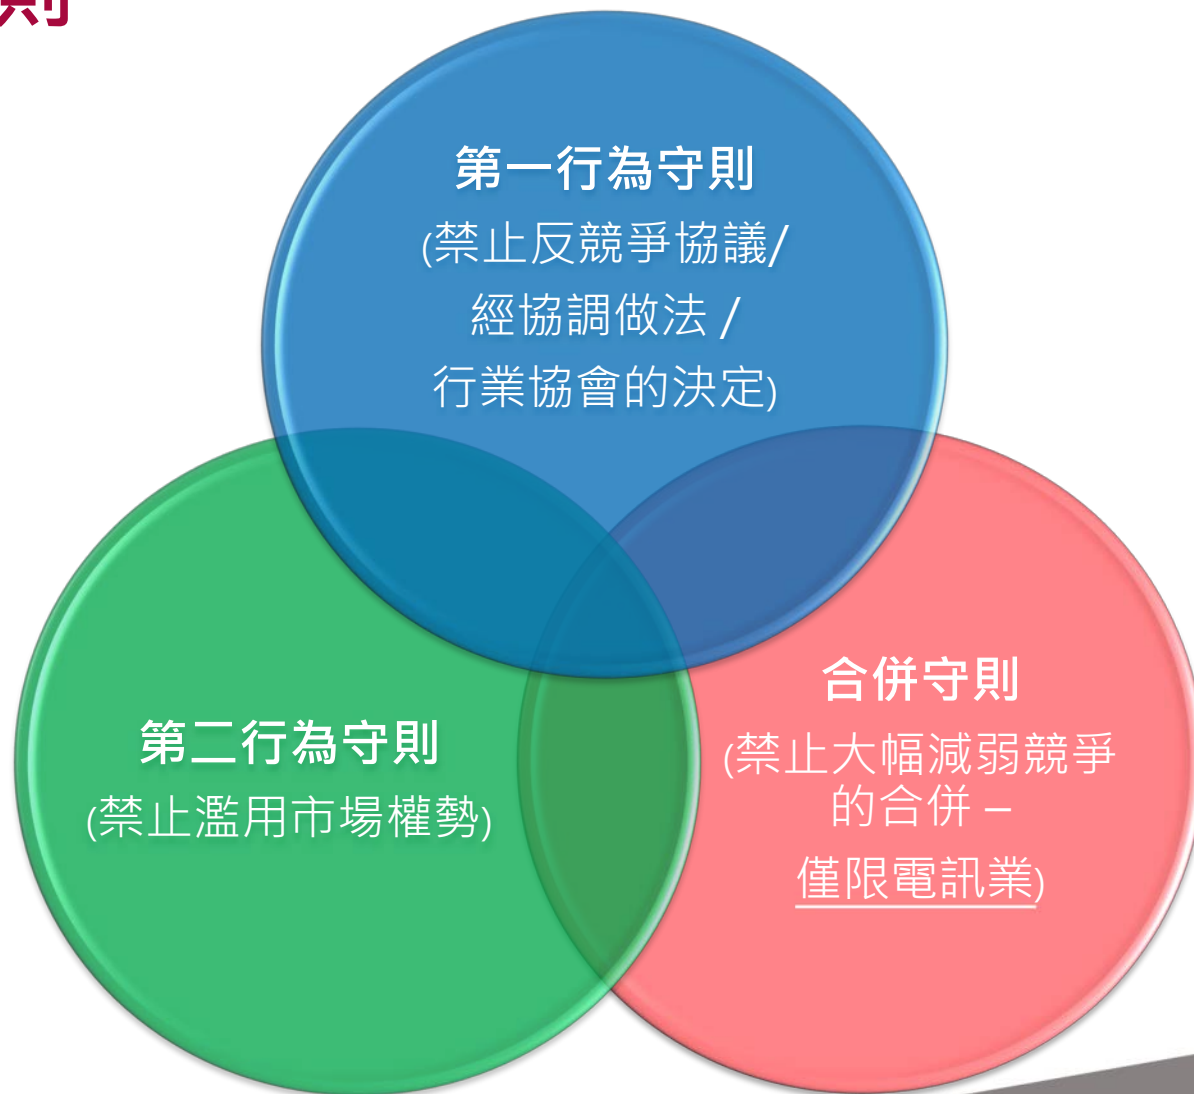 則
第一行為守則
(禁止反競爭協議/
經協調做法 /
行業協會的決定)
第二行為守則
(禁止濫用市場權勢)
合併守則
(禁止大幅減弱競爭
的合併 –
僅限電訊業)